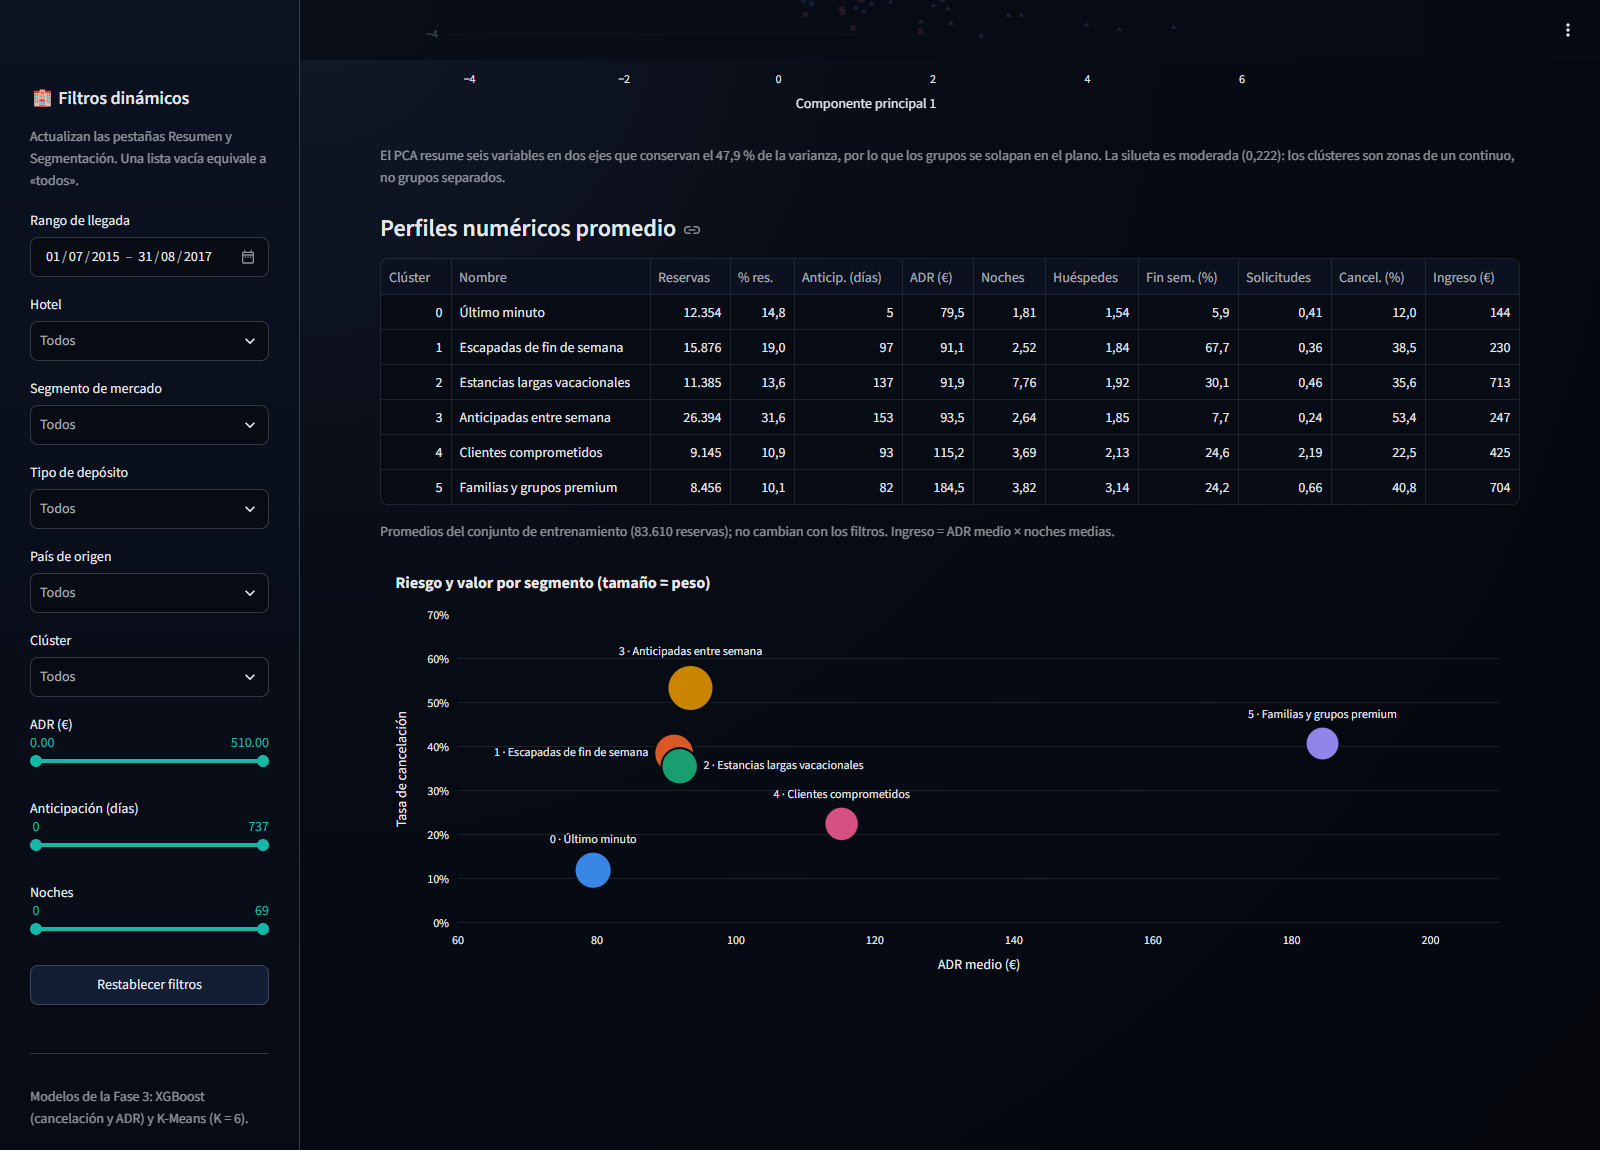 Filtros dinámicos
Actualizan las pestañas Resumen y
Segmentación. Una lista vacía equivale a
«todos».
Rango de llegada
01/07/2015 – 31/08/2017
Hotel
Todos
Segmento de mercado
Todos
Tipo de depósito
Todos
País de origen
Todos
Clúster
Todos
ADR (€)
0.00 510.00
Anticipación (días)
0 737
Noches
0 69
Restablecer filtros
Modelos de la Fase 3: XGBoost
(cancelación y ADR) y K-Means (K = 6).
−4
−4 −2 0 2 4 6
Componente principal 1
El PCA resume seis variables en dos ejes que conservan el 47,9 % de la varianza, por lo que los grupos se solapan en el plano. La silueta es moderada (0,222): los clústeres son zonas de un continuo,
no grupos separados.
Perfiles numéricos promedio
Clúster Nombre Reservas % res. Anticip. (días) ADR (€) Noches Huéspedes Fin sem. (%) Solicitudes Cancel. (%) Ingreso (€)
0 Último minuto 12.354 14,8 5 79,5 1,81 1,54 5,9 0,41 12,0 144
1 Escapadas de fin de semana 15.876 19,0 97 91,1 2,52 1,84 67,7 0,36 38,5 230
2 Estancias largas vacacionales 11.385 13,6 137 91,9 7,76 1,92 30,1 0,46 35,6 713
3 Anticipadas entre semana 26.394 31,6 153 93,5 2,64 1,85 7,7 0,24 53,4 247
4 Clientes comprometidos 9.145 10,9 93 115,2 3,69 2,13 24,6 2,19 22,5 425
5 Familias y grupos premium 8.456 10,1 82 184,5 3,82 3,14 24,2 0,66 40,8 704
Promedios del conjunto de entrenamiento (83.610 reservas); no cambian con los filtros. Ingreso = ADR medio × noches medias.
Riesgo y valor por segmento (tamaño = peso)
Tasa de cancelación
70%
60%
50%
40%
30%
20%
10%
0%
3 · Anticipadas entre semana
5 · Familias y grupos premium
1 · Escapadas de fin de semana
2 · Estancias largas vacacionales
4 · Clientes comprometidos
0 · Último minuto
60 80 100 120 140 160 180 200
ADR medio (€)